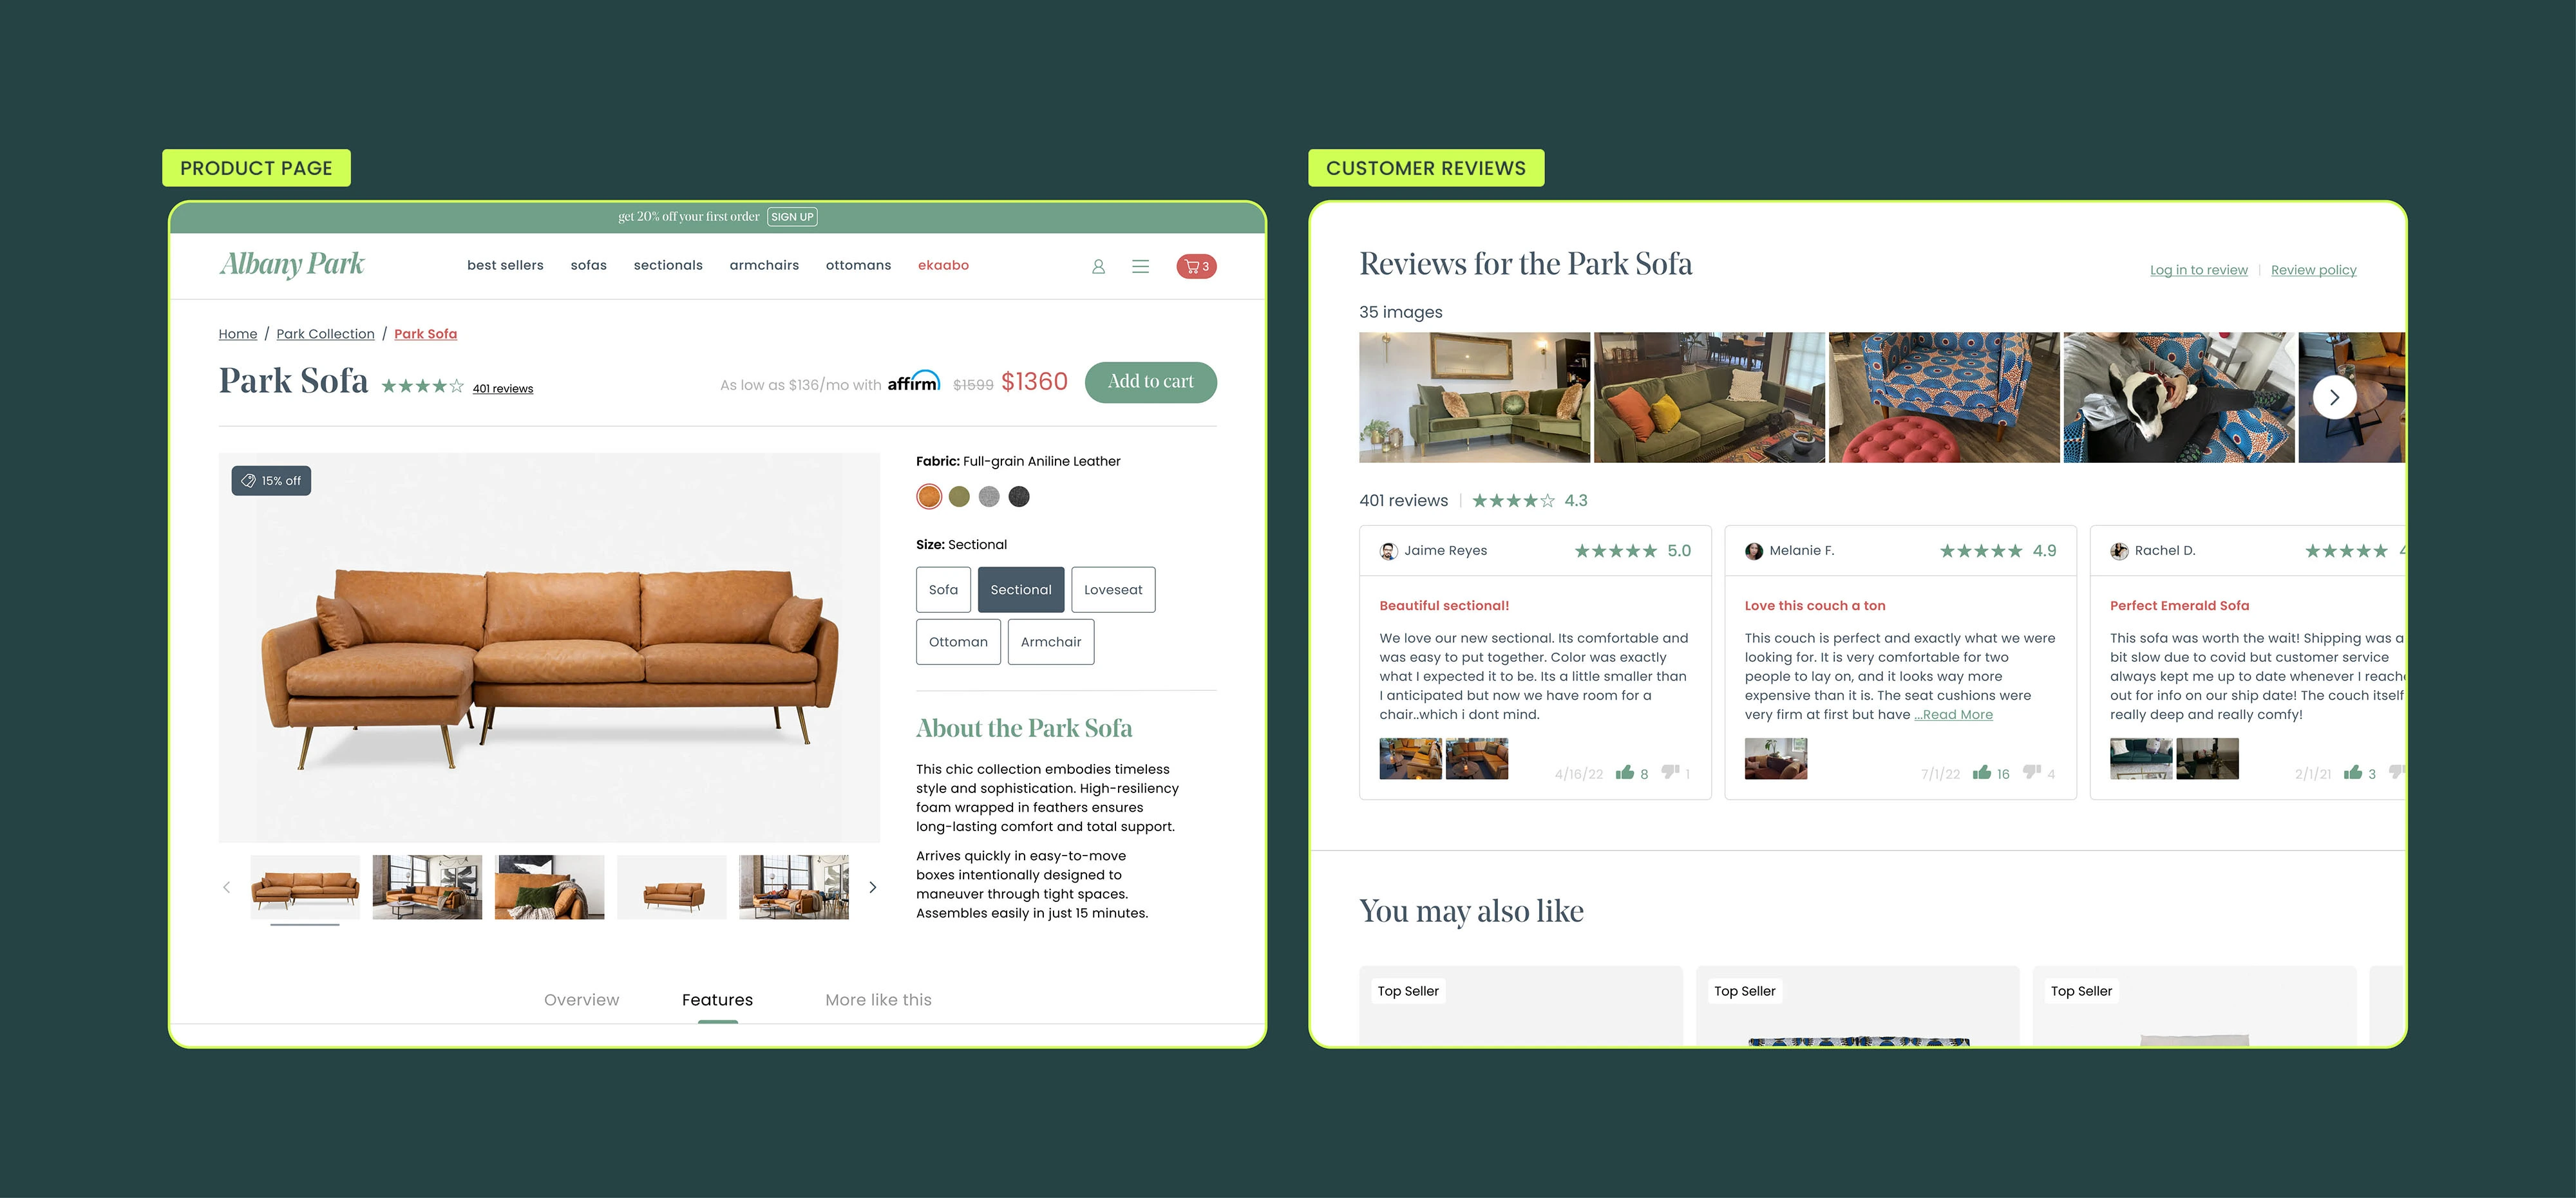 PRODUCT PAGE
get 20% off your first order SIGN UP
Albany Park
best sellers sofas sectionals armchairs ottomans ekaabo
3
Home / Park Collection / Park Sofa
Park Sofa 401 reviews
As low as $136/mo with affirm $1599 $1360 Add to cart
15% off
Fabric: Full-grain Aniline Leather
Size: Sectional
Sofa Sectional Loveseat
Ottoman Armchair
About the Park Sofa
This chic collection embodies timeless
style and sophistication. High-resiliency
foam wrapped in feathers ensures
long-lasting comfort and total support.
Arrives quickly in easy-to-move
boxes intentionally designed to
maneuver through tight spaces.
Assembles easily in just 15 minutes.
Overview Features More like this
CUSTOMER REVIEWS
Reviews for the Park Sofa
Log in to review | Review policy
35 images
401 reviews | 4.3
Jaime Reyes 5.0
Beautiful sectional!
We love our new sectional. Its comfortable and
was easy to put together. Color was exactly
what I expected it to be. Its a little smaller than
I anticipated but now we have room for a
chair..which i dont mind.
4/16/22 8 1
Melanie F. 4.9
Love this couch a ton
This couch is perfect and exactly what we were
looking for. It is very comfortable for two
people to lay on, and it looks way more
expensive than it is. The seat cushions were
very firm at first but have ...Read More
7/1/22 16 4
Rachel D.
Perfect Emerald Sofa
This sofa was worth the wait! Shipping was a
bit slow due to covid but customer service
always kept me up to date whenever I
out for info on our ship date! The couch itself
really deep and really comfy!
2/1/21 3
You may also like
Top Seller
Top Seller
Top Seller